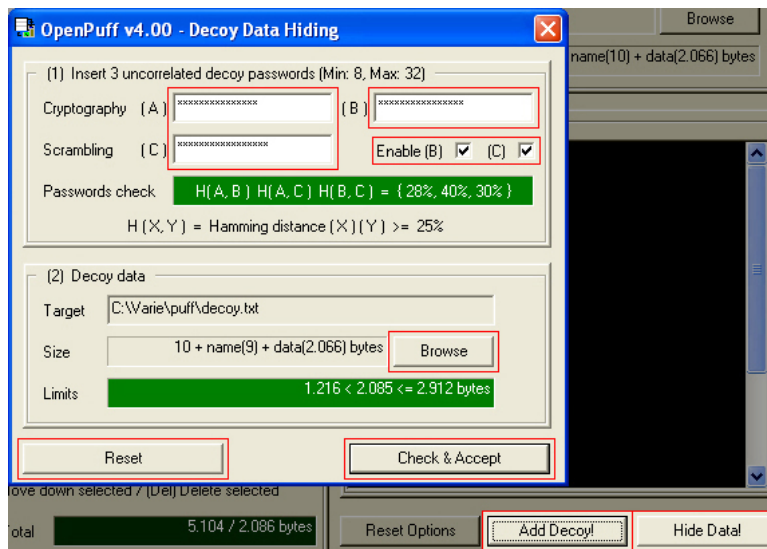 OpenPuff v4.00 - Decoy Data Hiding
Browse
name(10) + data(2.066) bytes
(1) Insert 3 uncorrelated decoy passwords (Min: 8, Max: 32)
Cryptography (A) xxxxxxxxxxxxxxx (B) xxxxxxxxxxxxxxxx
Scrambling (C) xxxxxxxxxxxxxxxxx Enable (B) (C)
Passwords check H(A, B) H(A, C) H(B, C) = { 28%, 40%, 30% }
H (X, Y) = Hamming distance (X)(Y) >= 25%
(2) Decoy data
Target C:\Varie\puff\decoy.txt
Size 10 + name(9) + data(2.066) bytes Browse
Limits 1.216 < 2.085 <= 2.912 bytes
Reset Check & Accept
ove down selected / (Del) Delete selected
otal 5.104 / 2.086 bytes Reset Options Add Decoy! Hide Data!